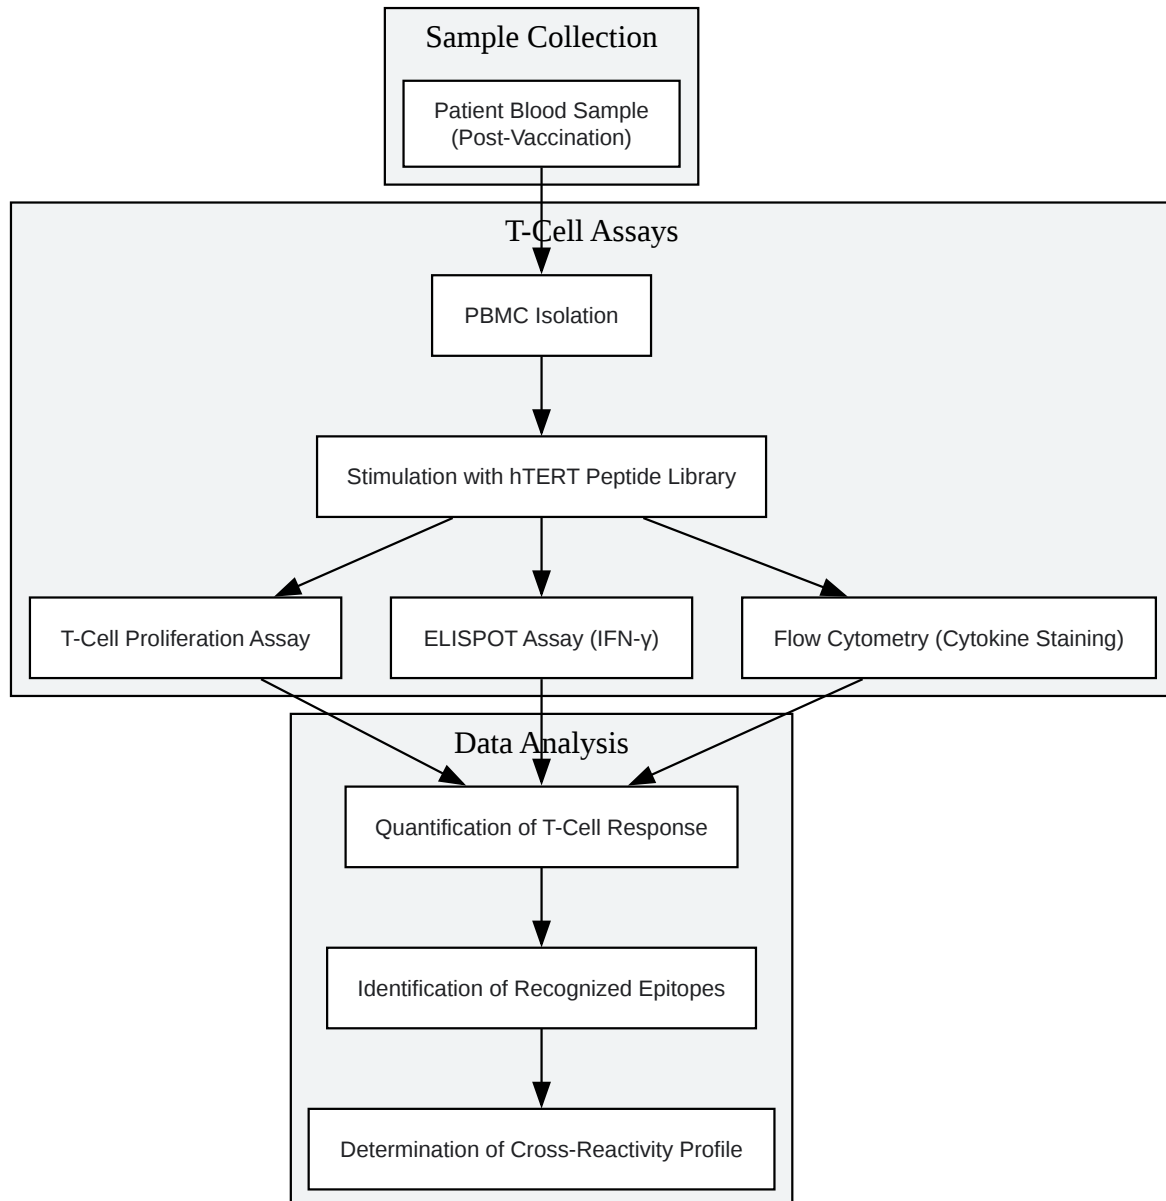 Sample Collection
Patient Blood Sample
(Post-Vaccination)
T-Cell Assays
PBMC Isolation
Stimulation with hTERT Peptide Library
T-Cell Proliferation Assay
ELISPOT Assay (IFN-γ)
Flow Cytometry (Cytokine Staining)
Data Analysis
Quantification of T-Cell Response
Identification of Recognized Epitopes
Determination of Cross-Reactivity Profile